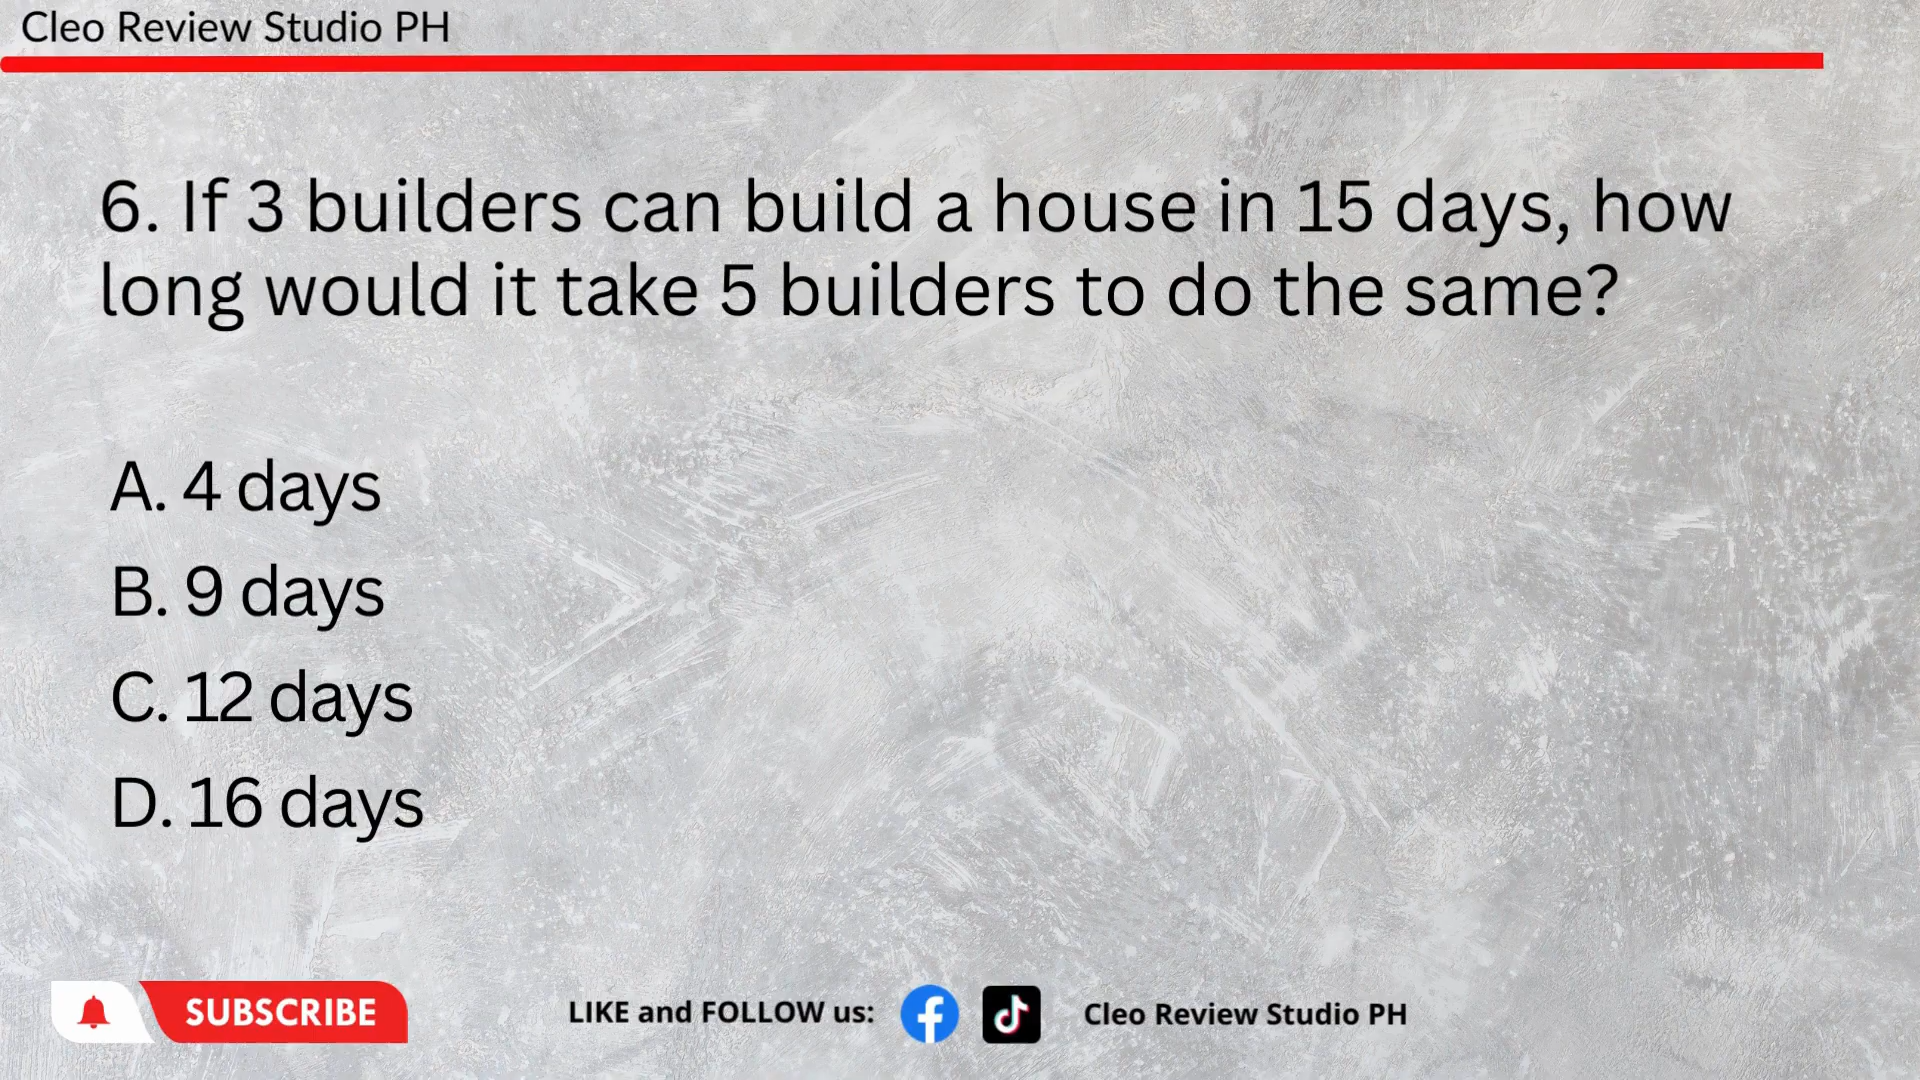 Cleo Review Studio PH
6. If 3 builders can build a house in 15 days, how
long would it take 5 builders to do the same?
A. 4 days
B. 9 days
C. 12 days
D. 16 days
SUBSCRIBE
LIKE and FOLLOW us:
Cleo Review Studio PH